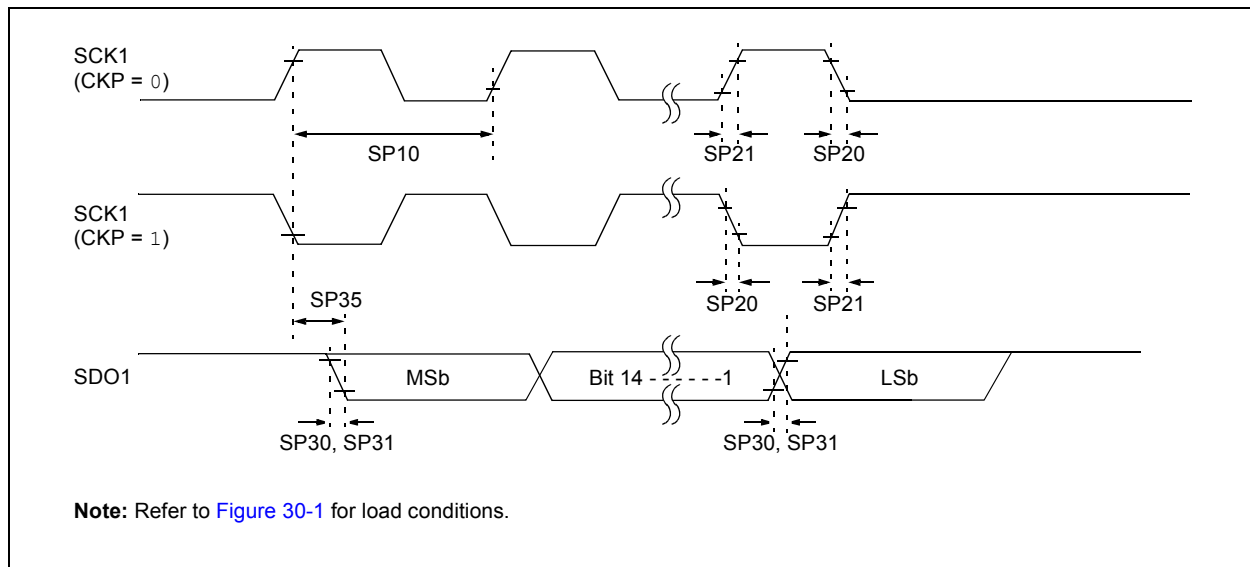 SCK1
(CKP = 0)
SP10
SP21
SP20
SCK1
(CKP = 1)
SP20
SP21
SP35
SDO1
MSb
Bit 14 - - - - - -1
LSb
SP30, SP31
SP30, SP31
Note: Refer to Figure 30-1 for load conditions.